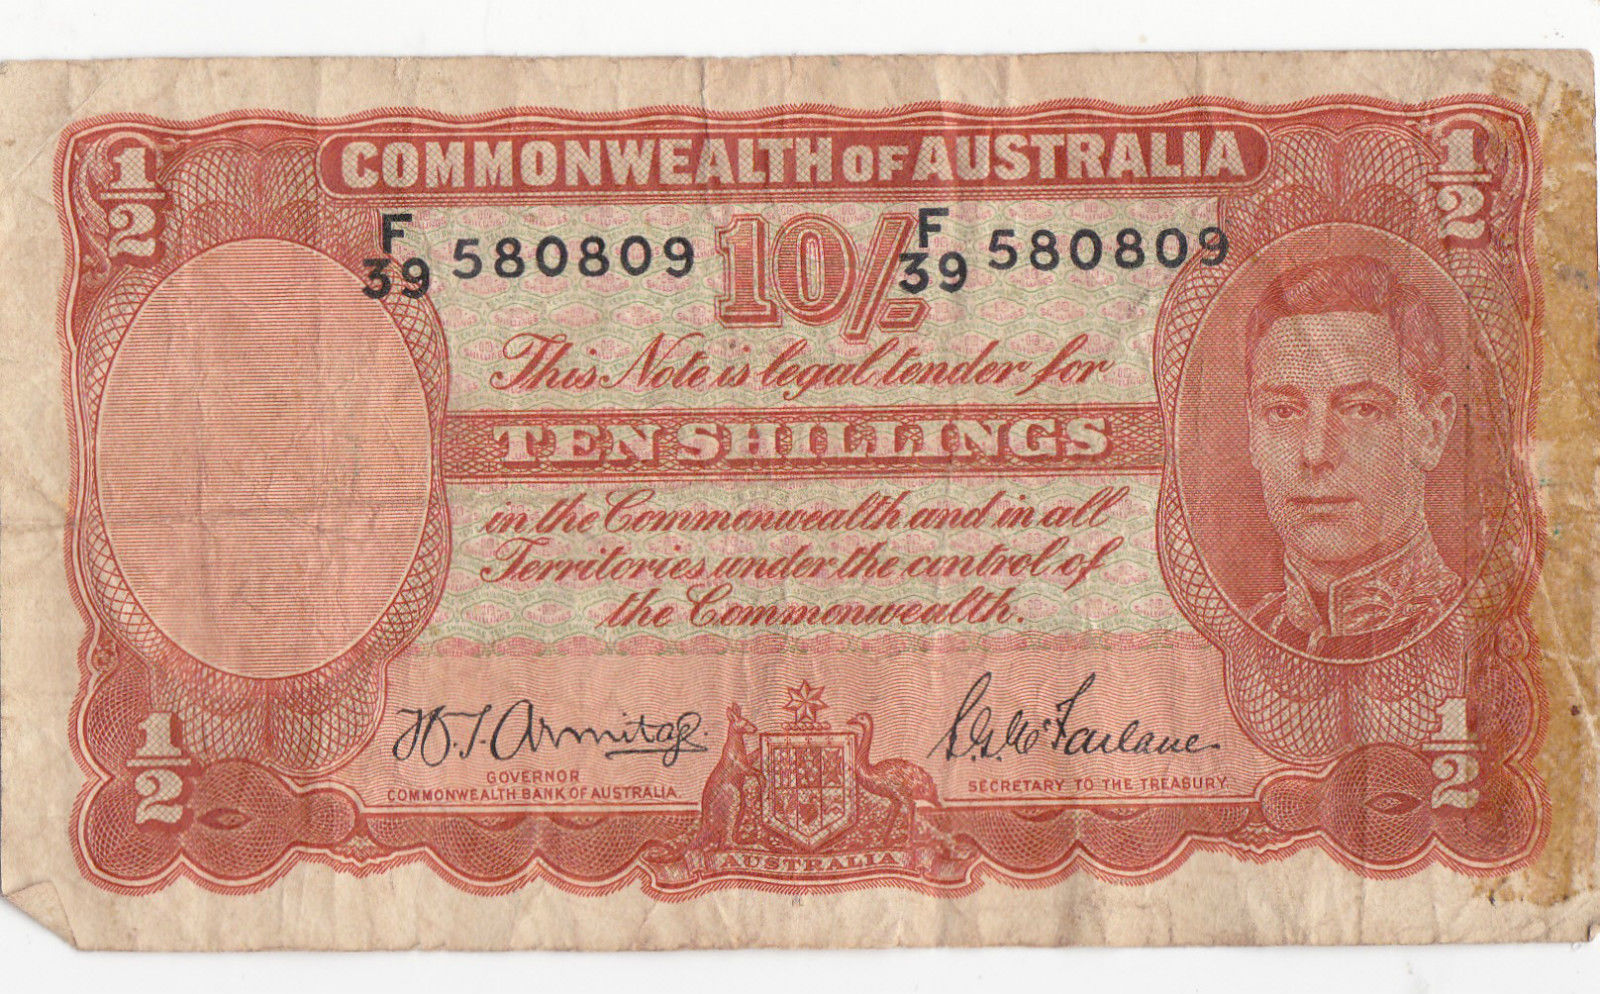 COMMONWEALTH OF AUSTRALIA
1/2
1/2
F/39 580809
10/-
F/39 580809
This Note is legal tender for
TEN SHILLINGS
in the Commonwealth and in all
Territories under the control of
the Commonwealth.
H.T. Armitage.
GOVERNOR
COMMONWEALTH BANK OF AUSTRALIA.
S.G. McFarlane
SECRETARY TO THE TREASURY.
1/2
1/2
AUSTRALIA